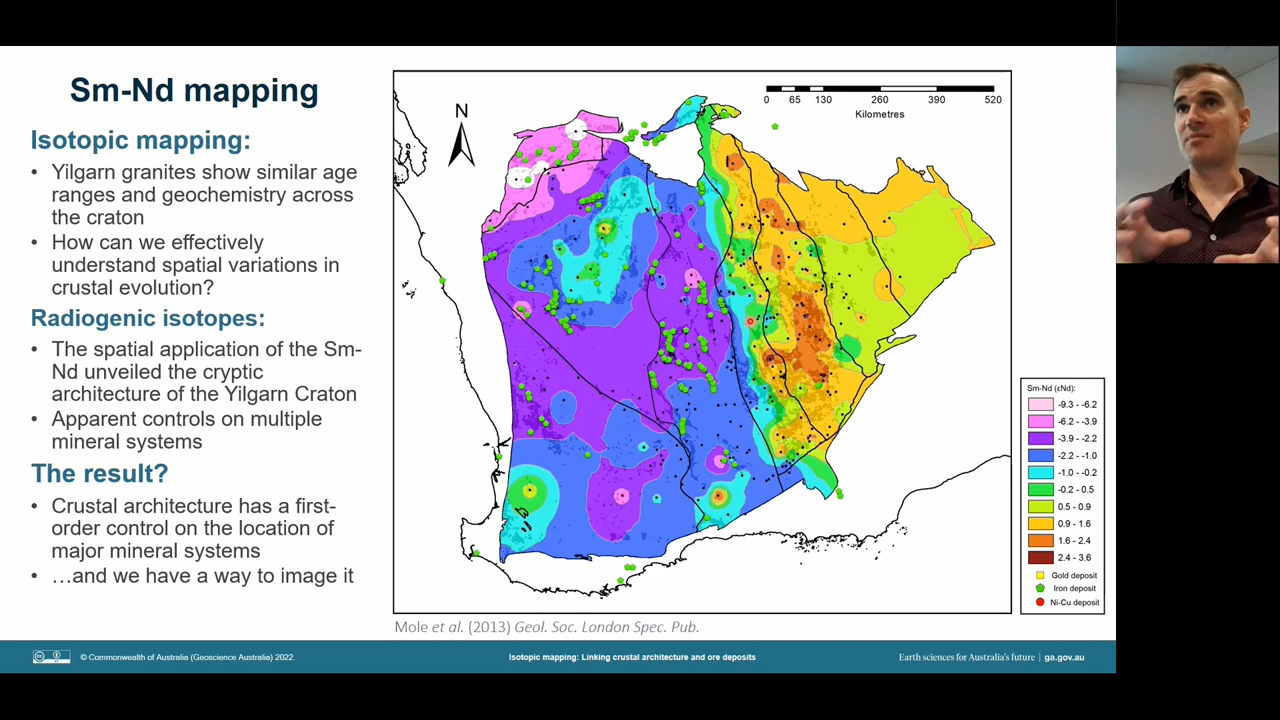 Sm-Nd mapping
Isotopic mapping:
• Yilgarn granites show similar age
ranges and geochemistry across
the craton
• How can we effectively
understand spatial variations in
crustal evolution?
Radiogenic isotopes:
• The spatial application of the Sm-
Nd unveiled the cryptic
architecture of the Yilgarn Craton
• Apparent controls on multiple
mineral systems
The result?
• Crustal architecture has a first-
order control on the location of
major mineral systems
• …and we have a way to image it
N
0 65 130 260 390 520
Kilometres
Sm-Nd (εNd):
-9.3 - -6.2
-6.2 - -3.9
-3.9 - -2.2
-2.2 - -1.0
-1.0 - -0.2
-0.2 - 0.5
0.5 - 0.9
0.9 - 1.6
1.6 - 2.4
2.4 - 3.6
Gold deposit
Iron deposit
Ni-Cu deposit
Mole et al. (2013) Geol. Soc. London Spec. Pub.
© Commonwealth of Australia (Geoscience Australia) 2022.
Isotopic mapping: Linking crustal architecture and ore deposits
Earth sciences for Australia's future | ga.gov.au